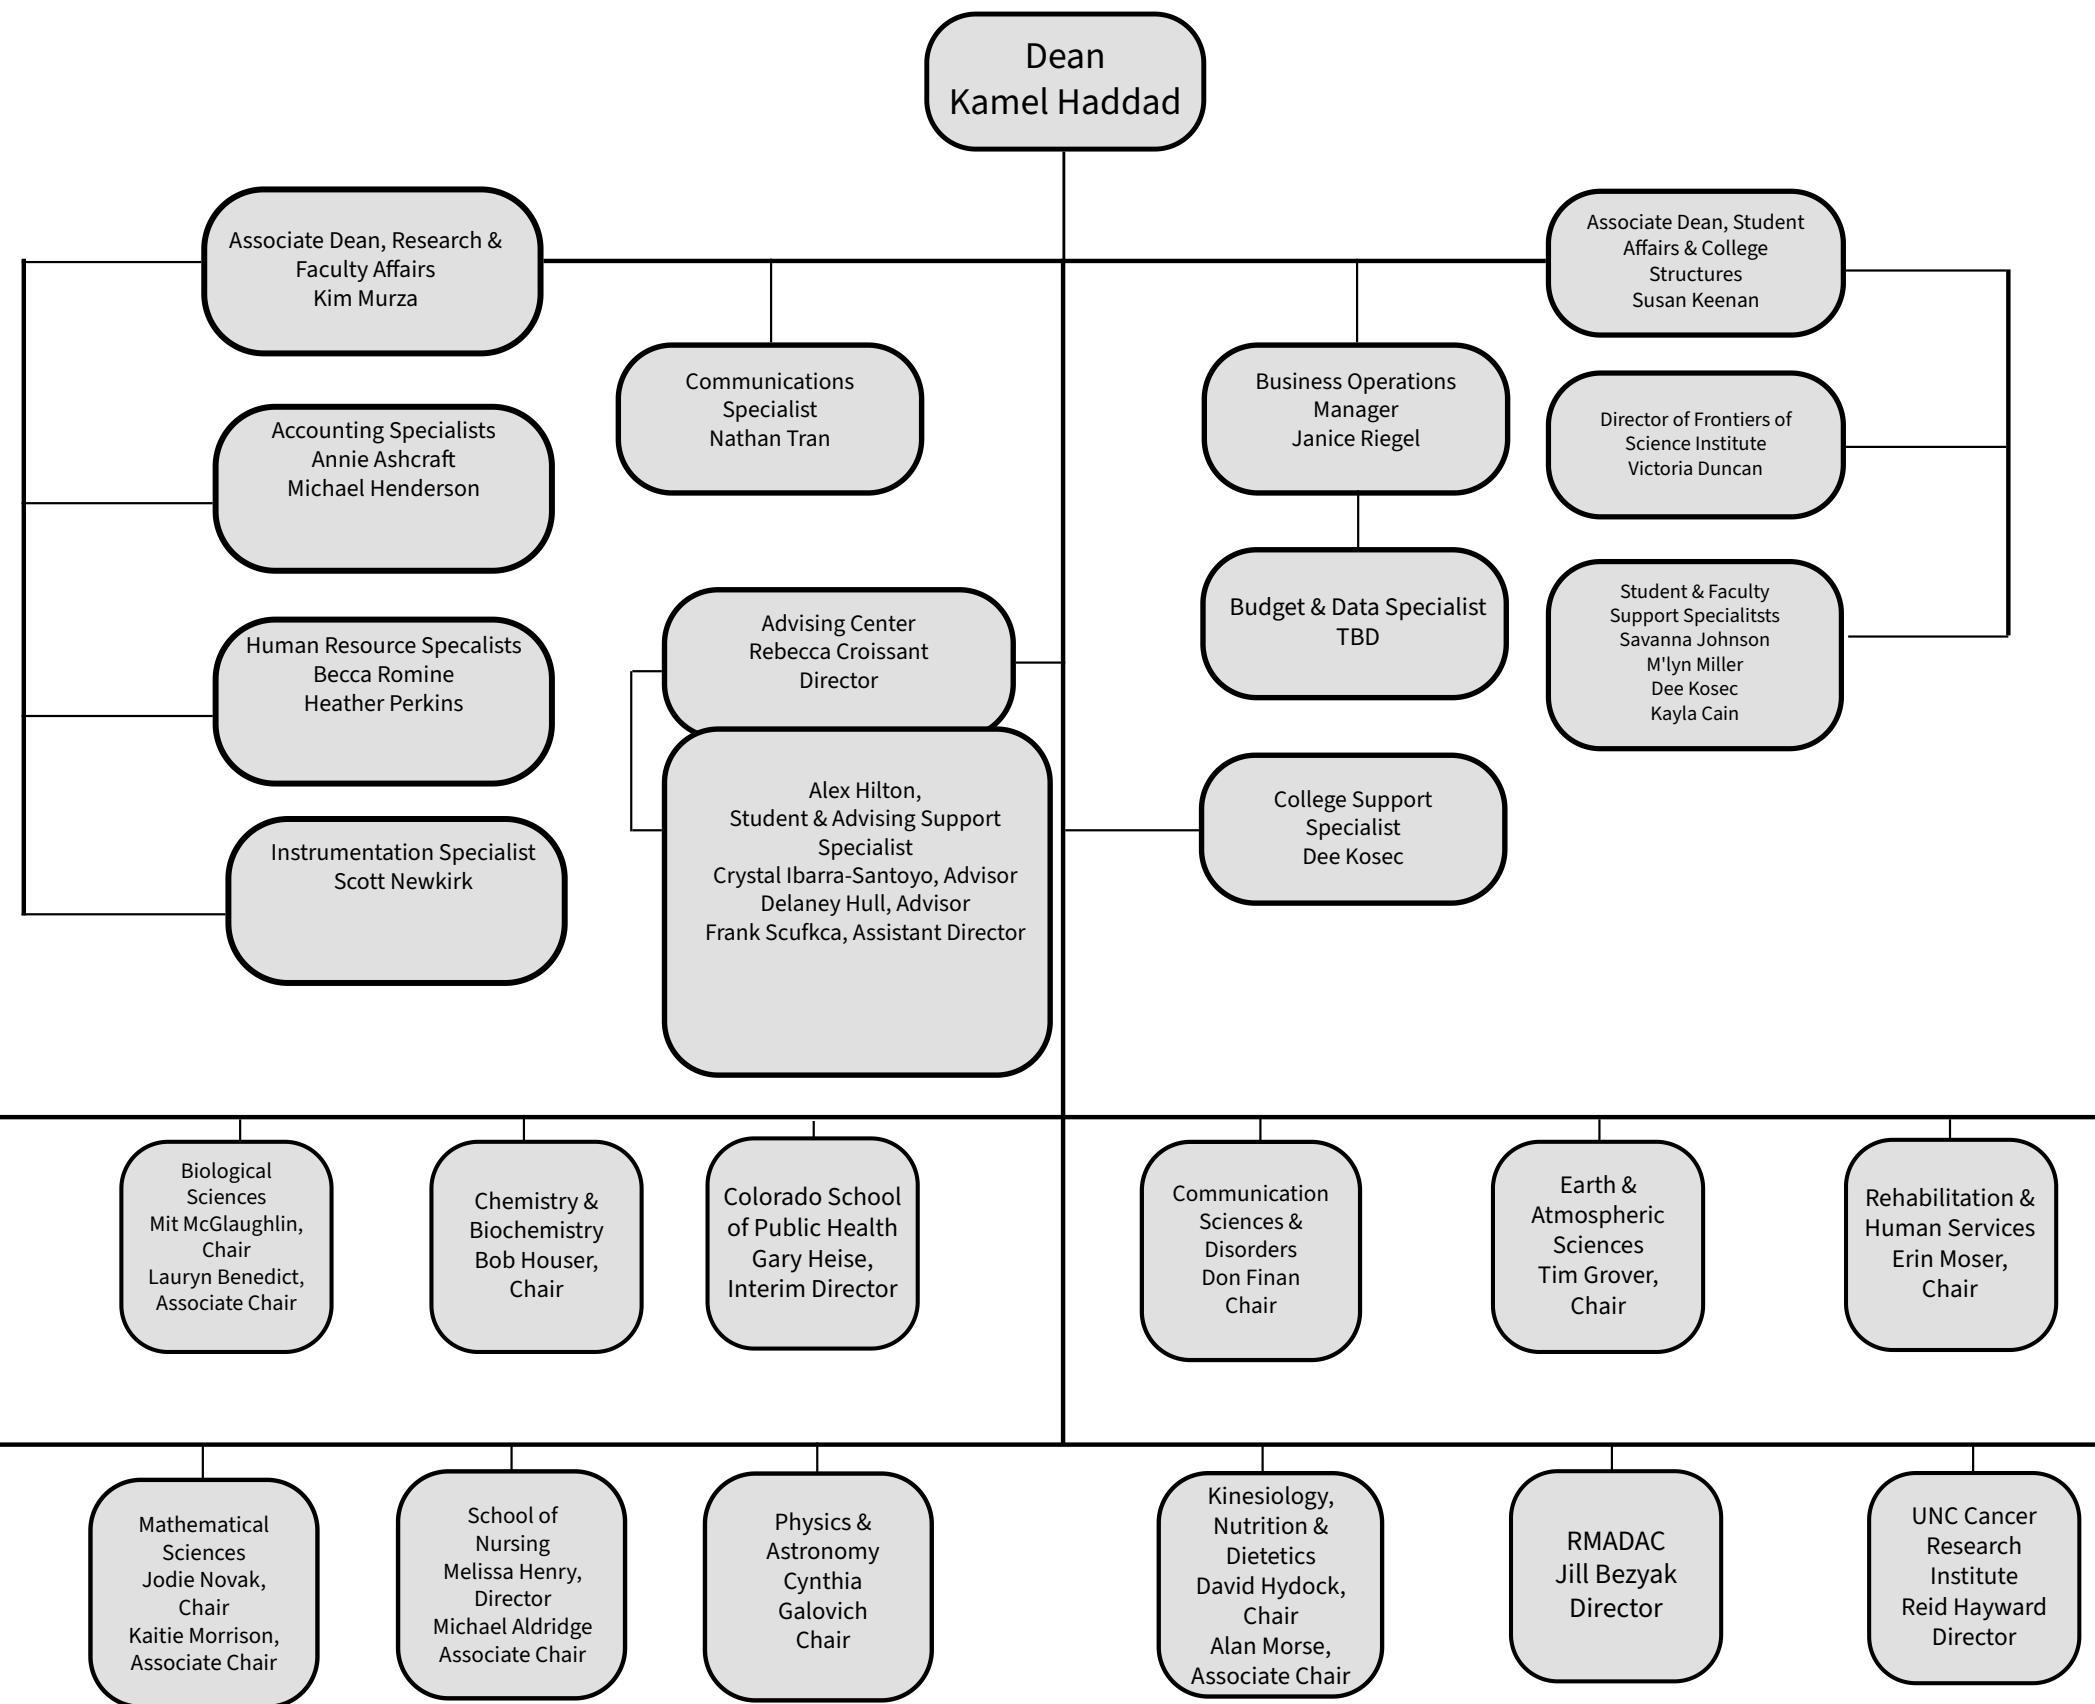 Dean
Kamel Haddad
Associate Dean, Research &
Faculty Affairs
Kim Murza
Associate Dean, Student
Affairs & College
Structures
Susan Keenan
Communications
Specialist
Nathan Tran
Business Operations
Manager
Janice Riegel
Director of Frontiers of
Science Institute
Victoria Duncan
Accounting Specialists
Annie Ashcraft
Michael Henderson
Budget & Data Specialist
TBD
Student & Faculty
Support Specialitsts
Savanna Johnson
M'lyn Miller
Dee Kosec
Kayla Cain
Human Resource Specalists
Becca Romine
Heather Perkins
Advising Center
Rebecca Croissant
Director
Alex Hilton,
Student & Advising Support
Specialist
Crystal Ibarra-Santoyo, Advisor
Delaney Hull, Advisor
Frank Scufkca, Assistant Director
College Support
Specialist
Dee Kosec
Instrumentation Specialist
Scott Newkirk
Biological
Sciences
Mit McGlaughlin,
Chair
Lauryn Benedict,
Associate Chair
Chemistry &
Biochemistry
Bob Houser,
Chair
Colorado School
of Public Health
Gary Heise,
Interim Director
Communication
Sciences &
Disorders
Don Finan
Chair
Earth &
Atmospheric
Sciences
Tim Grover,
Chair
Rehabilitation &
Human Services
Erin Moser,
Chair
Mathematical
Sciences
Jodie Novak,
Chair
Kaitie Morrison,
Associate Chair
School of
Nursing
Melissa Henry,
Director
Michael Aldridge
Associate Chair
Physics &
Astronomy
Cynthia
Galovich
Chair
Kinesiology,
Nutrition &
Dietetics
David Hydock,
Chair
Alan Morse,
Associate Chair
RMADAC
Jill Bezyak
Director
UNC Cancer
Research
Institute
Reid Hayward
Director